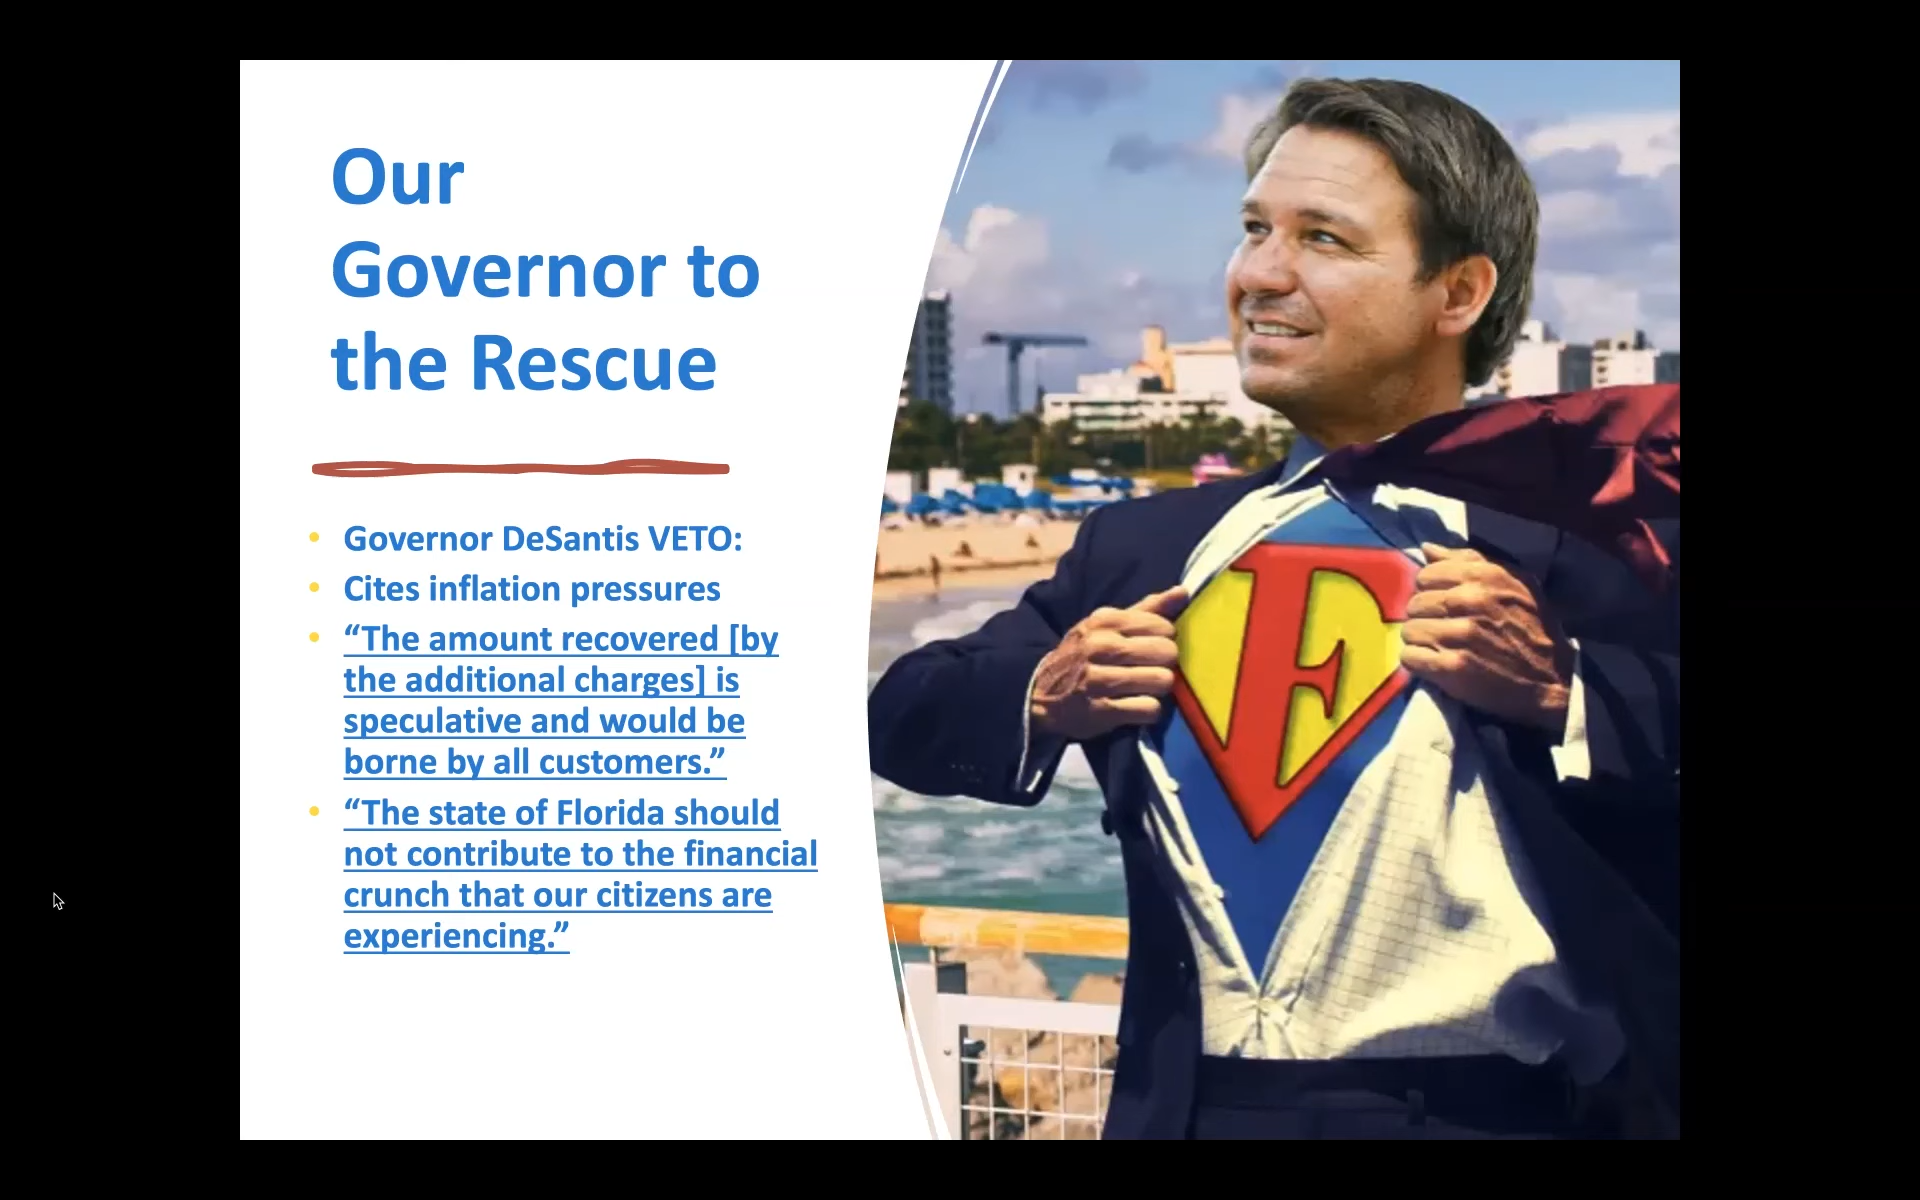 Our
Governor to
the Rescue
• Governor DeSantis VETO:
• Cites inflation pressures
• “The amount recovered [by
the additional charges] is
speculative and would be
borne by all customers.”
• “The state of Florida should
not contribute to the financial
crunch that our citizens are
experiencing.”
F